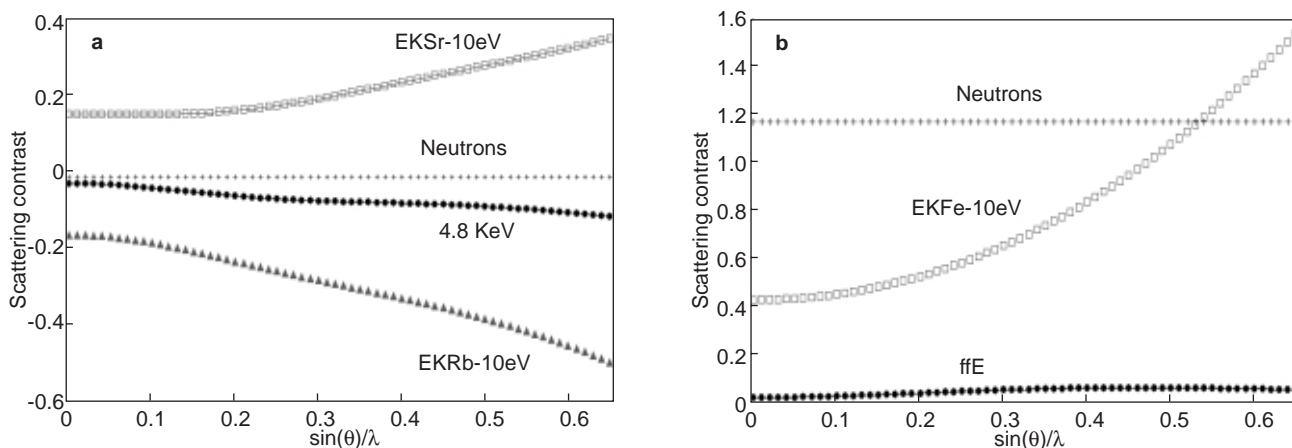 a
Scattering contrast
0.4
0.2
0
-0.2
-0.4
-0.6
EKSr-10eV
Neutrons
4.8 KeV
EKRb-10eV
0 0.1 0.2 0.3 0.4 0.5 0.6
sin(θ)/λ
b
Scattering contrast
1.6
1.4
1.2
1.0
0.8
0.6
0.4
0.2
0
Neutrons
EKFe-10eV
ffE
0 0.1 0.2 0.3 0.4 0.5 0.6
sin(θ)/λ